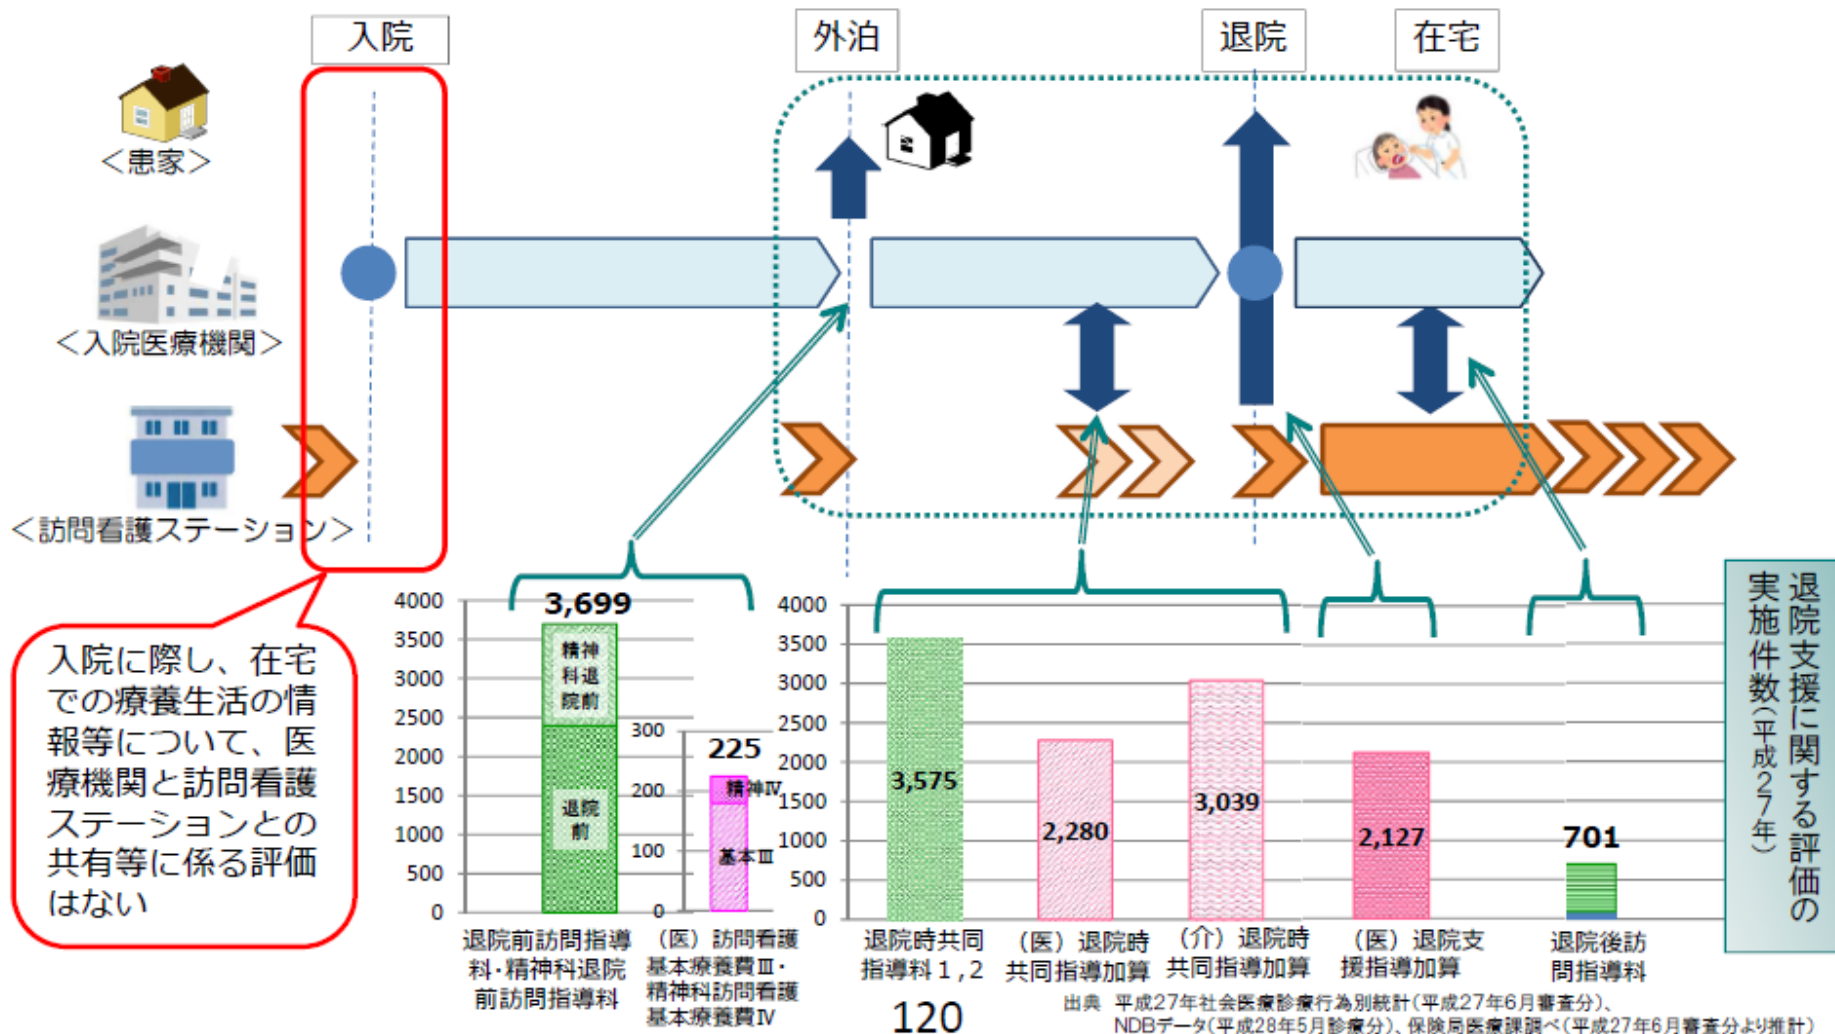 入院
外泊
退院
在宅
＜患家＞
＜入院医療機関＞
＜訪問看護ステーション＞
入院に際し、在宅
での療養生活の情
報等について、医
療機関と訪問看護
ステーションとの
共有等に係る評価
はない
4000
3500
3000
2500
2000
1500
1000
500
0
3,699
精神
科退
院前
退院
前
300
200
100
0
225
精神Ⅳ
基本Ⅲ
4000
3500
3000
2500
2000
1500
1000
500
0
3,575
2,280
3,039
2,127
701
退院前訪問指導
料・精神科退院
前訪問指導料
（医）訪問看護
基本療養費Ⅲ・
精神科訪問看護
基本療養費Ⅳ
退院時共同
指導料１,２
（医）退院時
共同指導加算
（介）退院時
共同指導加算
（医）退院支
援指導加算
退院後訪
問指導料
退院支援に関する評価の
実施件数（平成２７年）
120
出典 平成27年社会医療診療行為別統計（平成27年6月審査分）、
NDBデータ（平成28年5月診療分）、保険局医療課調べ（平成27年6月審査分より推計）